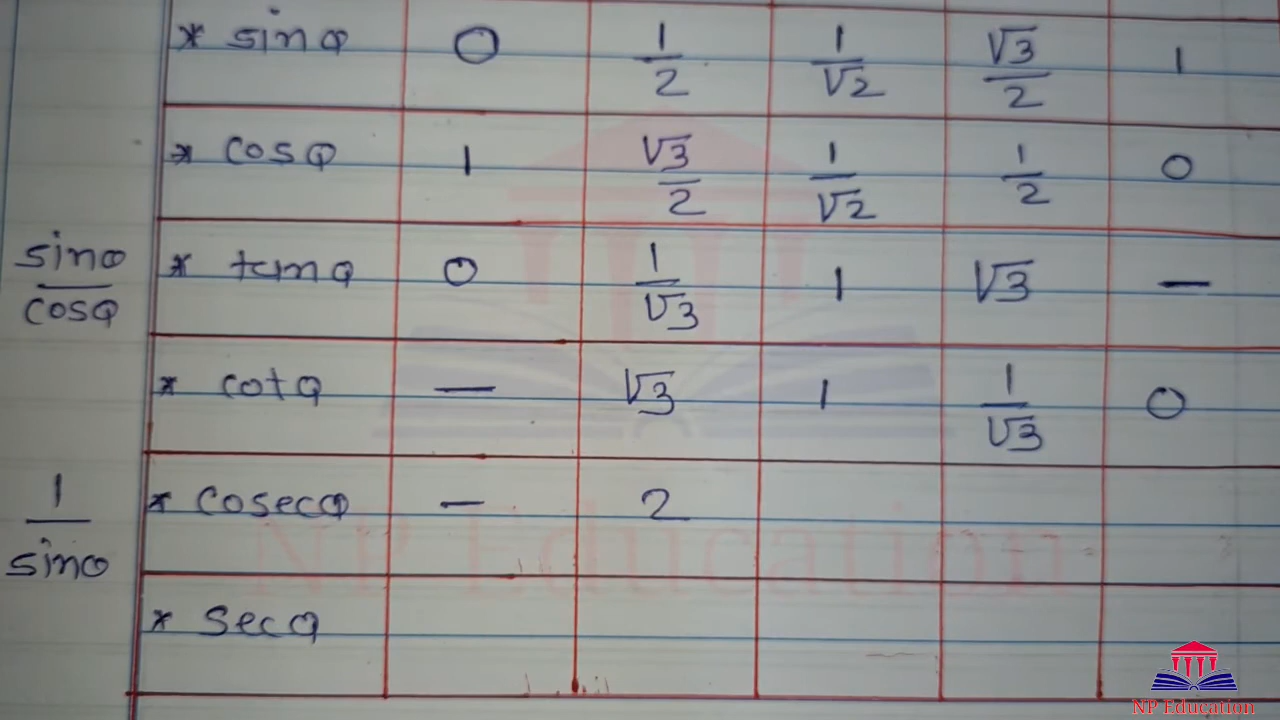 * sinθ 0 1/2 1/√2 √3/2 1
* cosθ 1 √3/2 1/√2 1/2 0
sinθ/cosθ * tanθ 0 1/√3 1 √3 —
* cotθ — √3 1 1/√3 0
1/sinθ * cosecθ — 2
* secθ
NP Education
NP Education